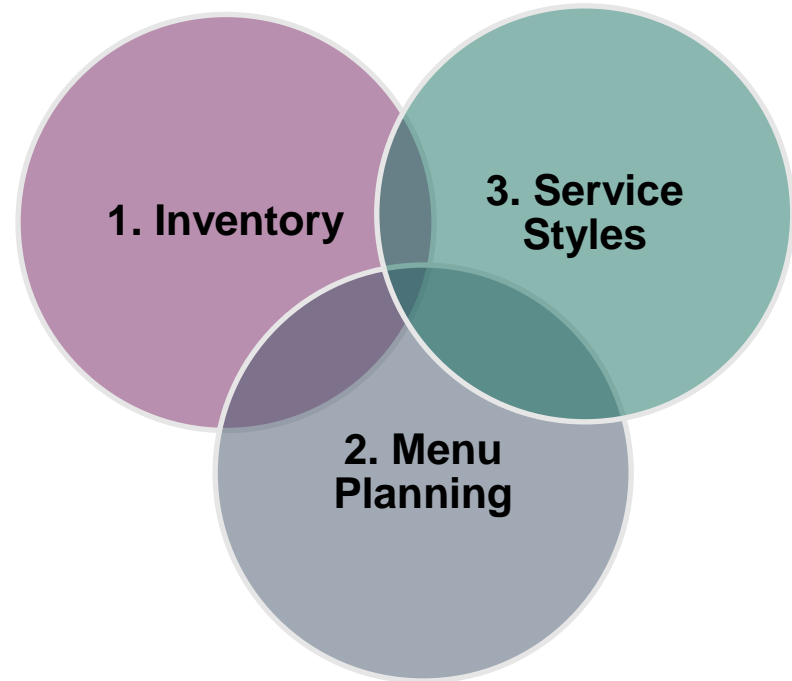 1. Inventory
3. Service
Styles
2. Menu
Planning